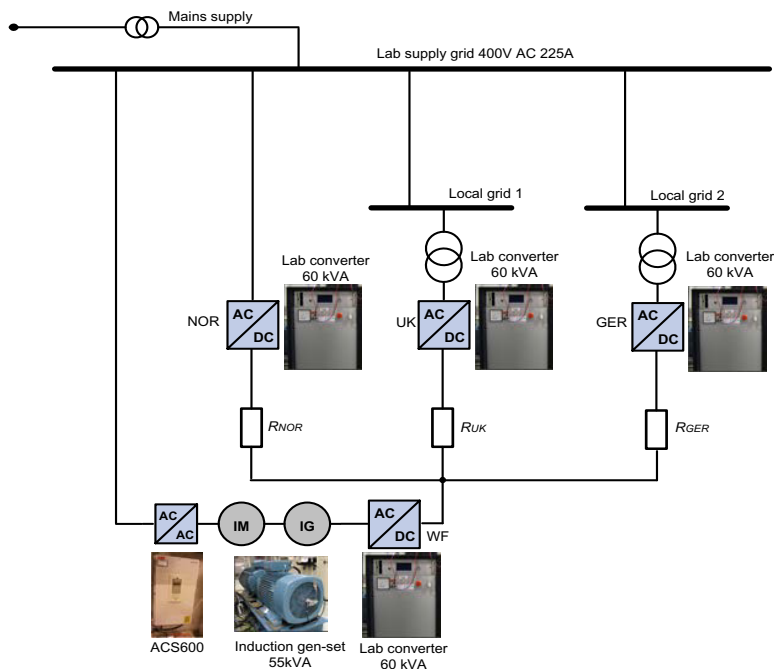 Mains supply
Lab supply grid 400V AC 225A
Local grid 1
Local grid 2
Lab converter
60 kVA
Lab converter
60 kVA
Lab converter
60 kVA
NOR
AC
DC
UK
AC
DC
GER
AC
DC
RNOR
RUK
RGER
AC
AC
IM
IG
AC
DC
WF
ACS600
Induction gen-set
55kVA
Lab converter
60 kVA